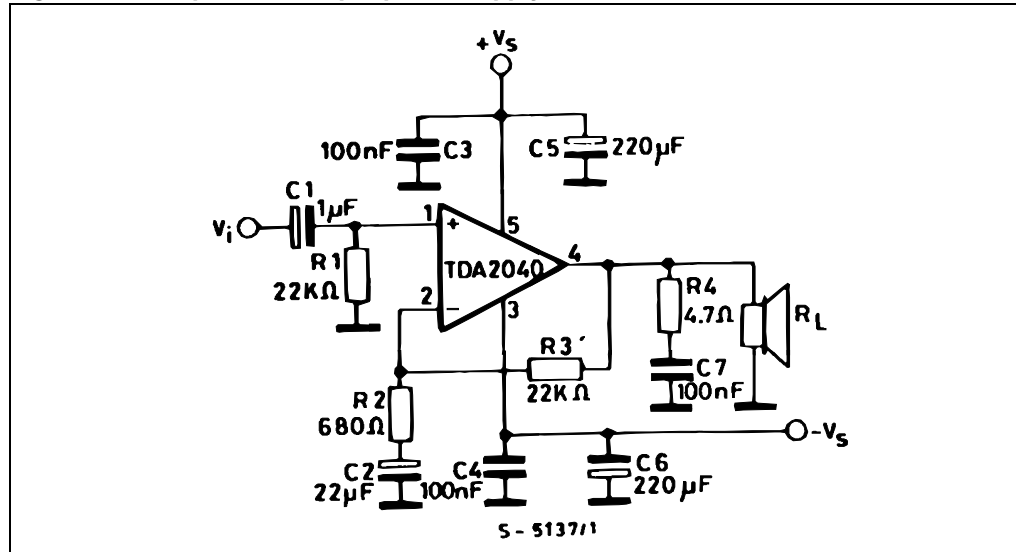 +Vs
100nF C3
C5 220µF
C1
1µF
Vi
R1
22KΩ
1
+
5
TDA2040
4
2
−
3
R4
4.7Ω
RL
R3
22KΩ
C7
100nF
R2
680Ω
-Vs
C2
22µF
C4
100nF
C6
220µF
S-5137/1